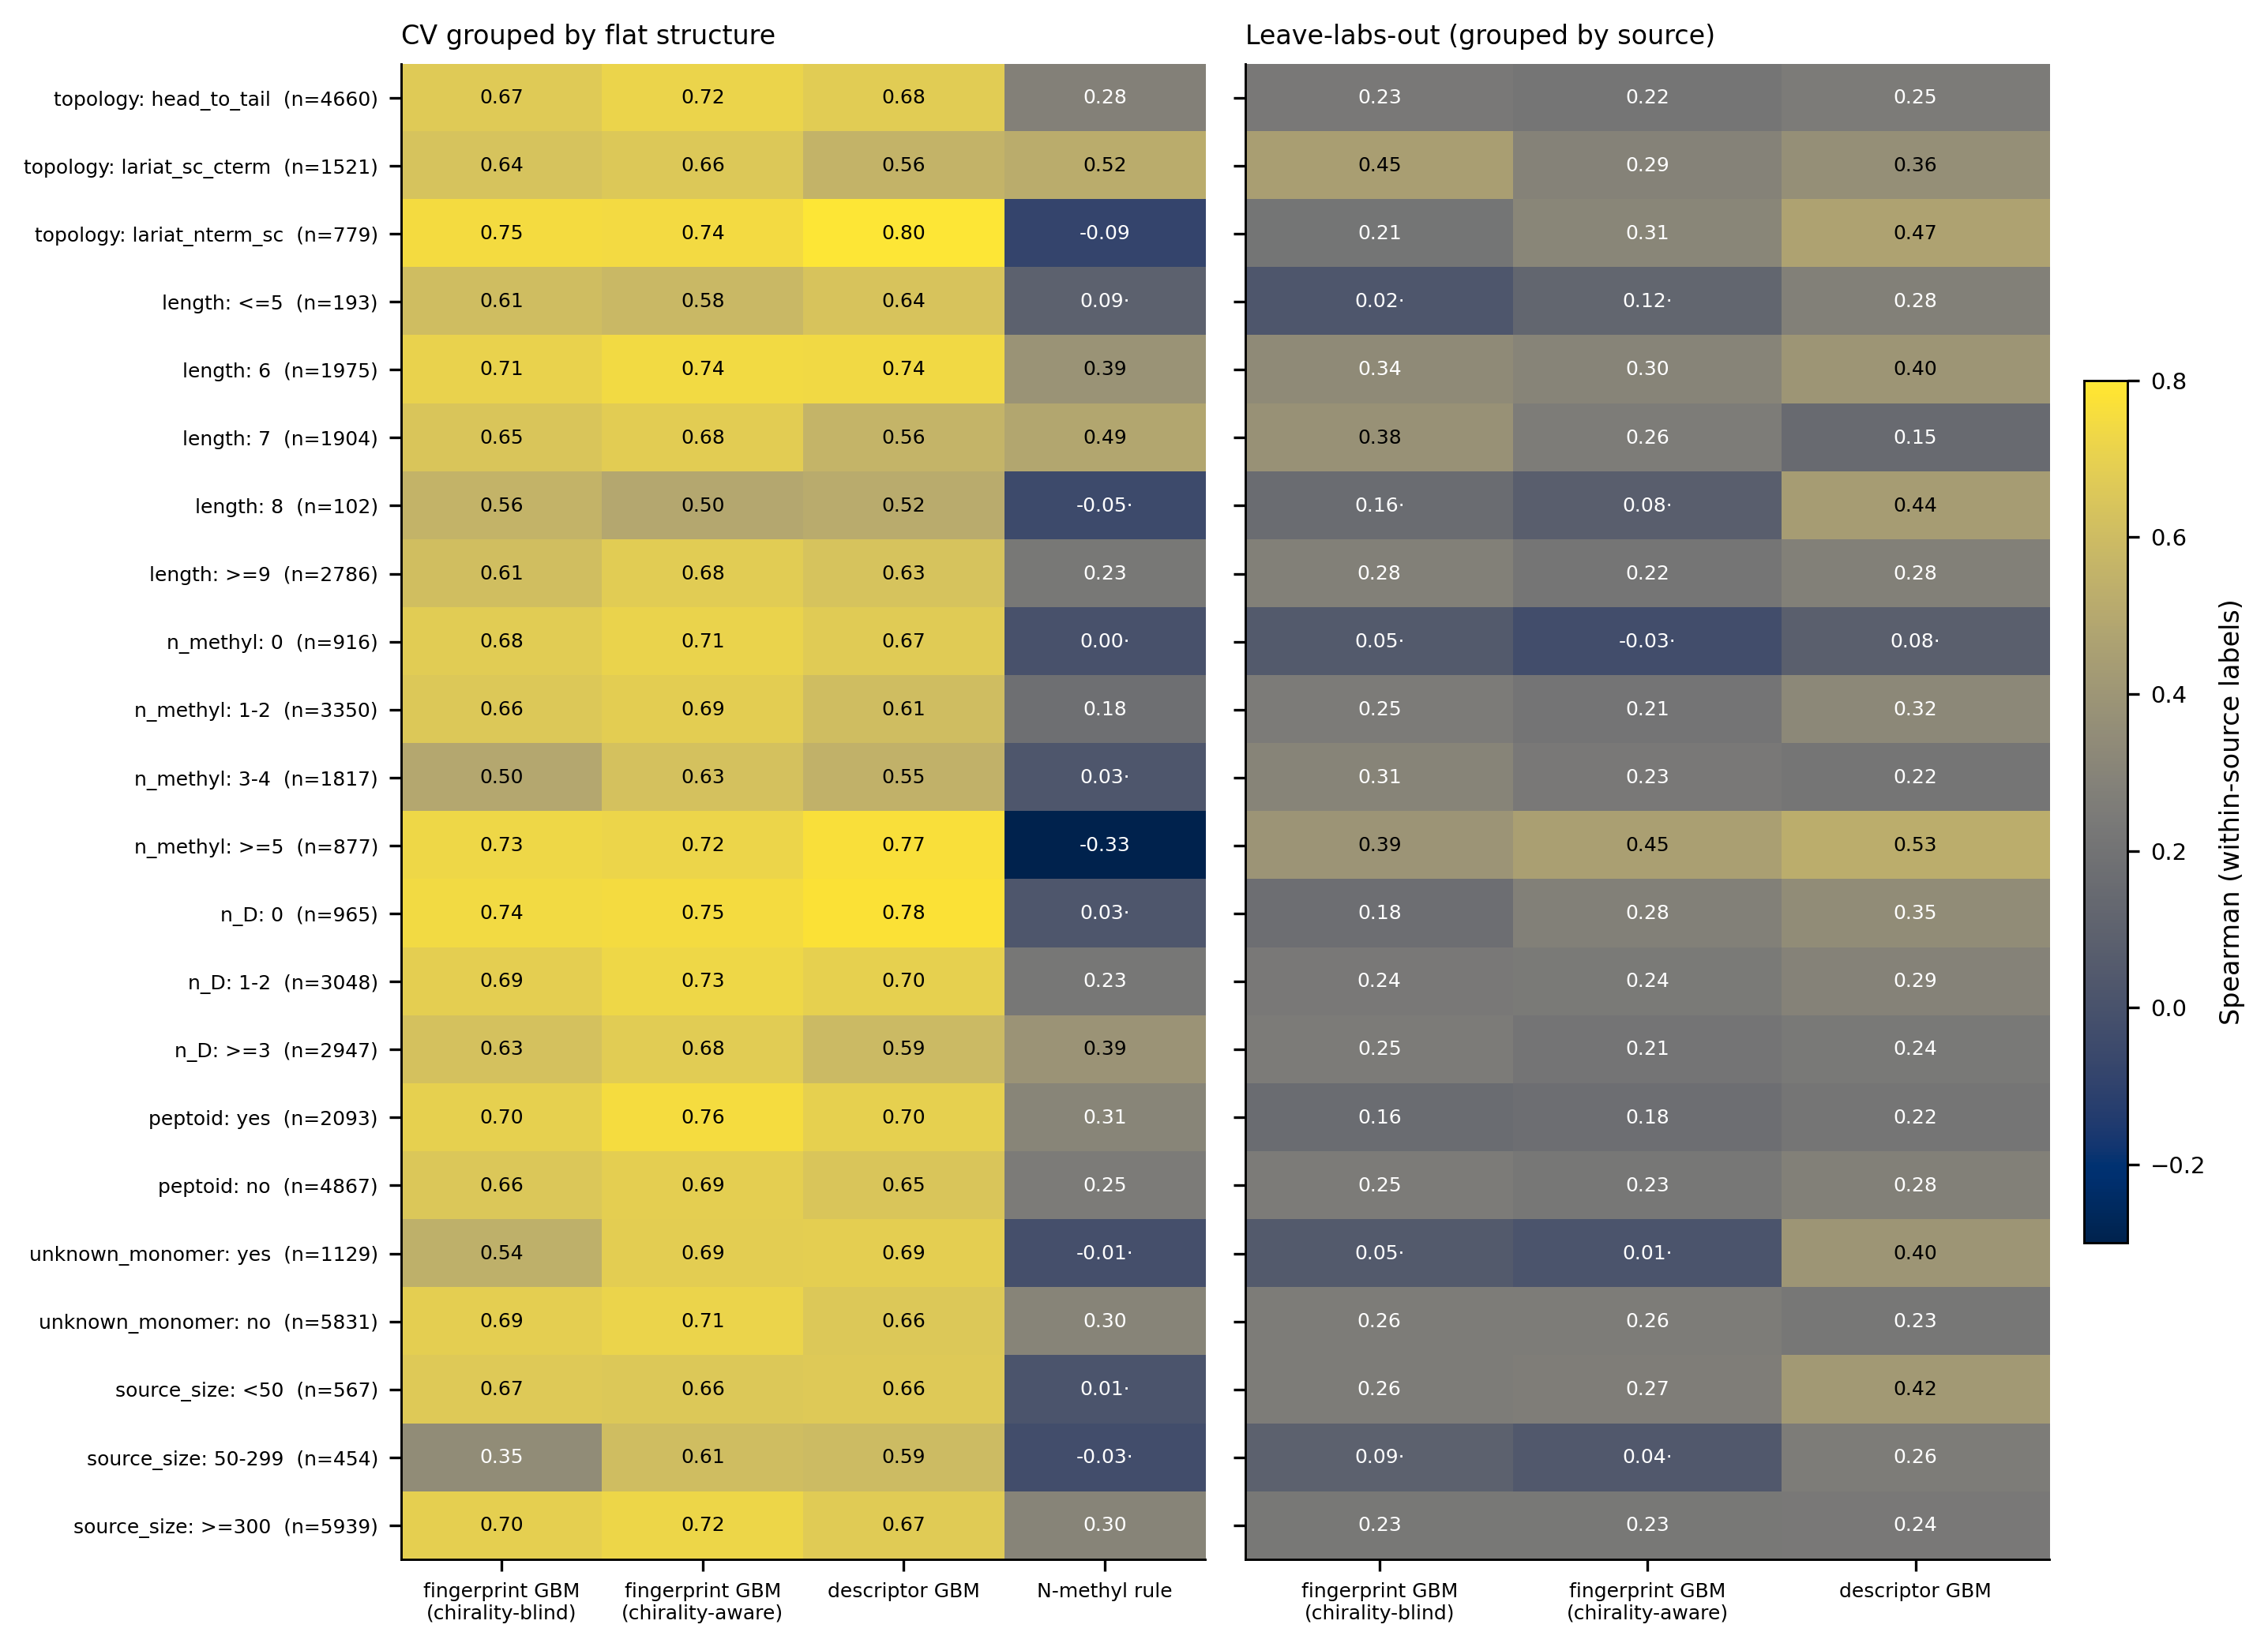 CV grouped by flat structure
Leave-labs-out (grouped by source)
topology: head_to_tail (n=4660) 0.67 0.72 0.68 0.28 0.23 0.22 0.25
topology: lariat_sc_cterm (n=1521) 0.64 0.66 0.56 0.52 0.45 0.29 0.36
topology: lariat_nterm_sc (n=779) 0.75 0.74 0.80 -0.09 0.21 0.31 0.47
length: <=5 (n=193) 0.61 0.58 0.64 0.09· 0.02· 0.12· 0.28
length: 6 (n=1975) 0.71 0.74 0.74 0.39 0.34 0.30 0.40
length: 7 (n=1904) 0.65 0.68 0.56 0.49 0.38 0.26 0.15
length: 8 (n=102) 0.56 0.50 0.52 -0.05· 0.16· 0.08· 0.44
length: >=9 (n=2786) 0.61 0.68 0.63 0.23 0.28 0.22 0.28
n_methyl: 0 (n=916) 0.68 0.71 0.67 0.00· 0.05· -0.03· 0.08·
n_methyl: 1-2 (n=3350) 0.66 0.69 0.61 0.18 0.25 0.21 0.32
n_methyl: 3-4 (n=1817) 0.50 0.63 0.55 0.03· 0.31 0.23 0.22
n_methyl: >=5 (n=877) 0.73 0.72 0.77 -0.33 0.39 0.45 0.53
n_D: 0 (n=965) 0.74 0.75 0.78 0.03· 0.18 0.28 0.35
n_D: 1-2 (n=3048) 0.69 0.73 0.70 0.23 0.24 0.24 0.29
n_D: >=3 (n=2947) 0.63 0.68 0.59 0.39 0.25 0.21 0.24
peptoid: yes (n=2093) 0.70 0.76 0.70 0.31 0.16 0.18 0.22
peptoid: no (n=4867) 0.66 0.69 0.65 0.25 0.25 0.23 0.28
unknown_monomer: yes (n=1129) 0.54 0.69 0.69 -0.01· 0.05· 0.01· 0.40
unknown_monomer: no (n=5831) 0.69 0.71 0.66 0.30 0.26 0.26 0.23
source_size: <50 (n=567) 0.67 0.66 0.66 0.01· 0.26 0.27 0.42
source_size: 50-299 (n=454) 0.35 0.61 0.59 -0.03· 0.09· 0.04· 0.26
source_size: >=300 (n=5939) 0.70 0.72 0.67 0.30 0.23 0.23 0.24
fingerprint GBM
(chirality-blind)
fingerprint GBM
(chirality-aware)
descriptor GBM
N-methyl rule
fingerprint GBM
(chirality-blind)
fingerprint GBM
(chirality-aware)
descriptor GBM
0.8
0.6
0.4
0.2
0.0
−0.2
Spearman (within-source labels)